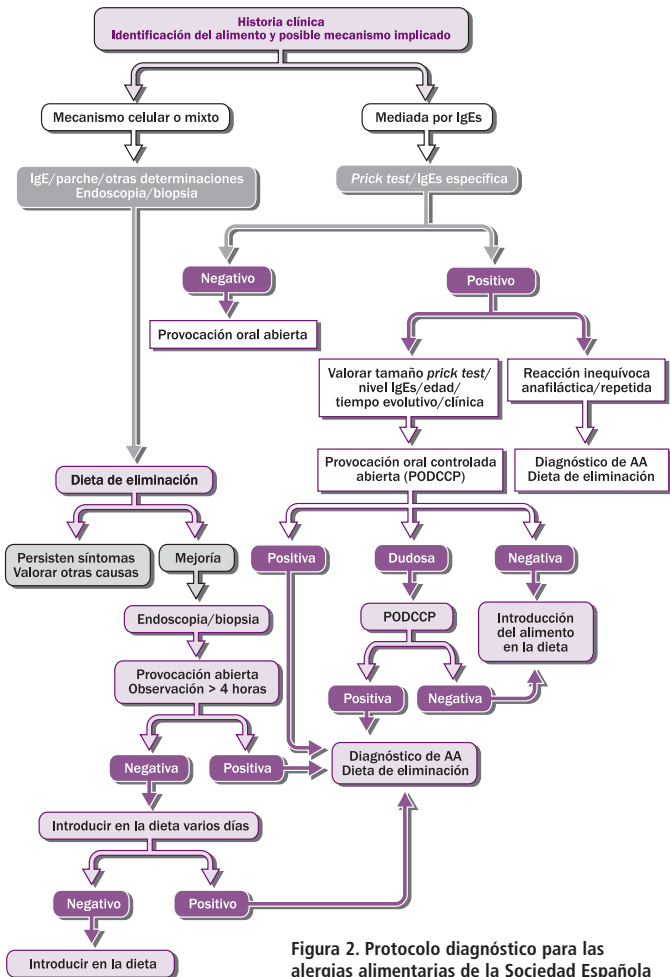 Historia clínica
Identificación del alimento y posible mecanismo implicado
Mecanismo celular o mixto
Mediada por IgEs
IgE/parche/otras determinaciones
Endoscopia/biopsia
Prick test/IgEs específica
Negativo
Positivo
Provocación oral abierta
Valorar tamaño prick test/
nivel IgEs/edad/
tiempo evolutivo/clínica
Reacción inequívoca
anafiláctica/repetida
Dieta de eliminación
Provocación oral controlada
abierta (PODCCP)
Diagnóstico de AA
Dieta de eliminación
Persisten síntomas
Valorar otras causas
Mejoría
Positiva
Dudosa
Negativa
Endoscopia/biopsia
PODCCP
Introducción
del alimento
en la dieta
Provocación abierta
Observación > 4 horas
Positiva
Negativa
Negativa
Positiva
Diagnóstico de AA
Dieta de eliminación
Introducir en la dieta varios días
Negativo
Positivo
Introducir en la dieta
Figura 2. Protocolo diagnóstico para las
alergias alimentarias de la Sociedad Española